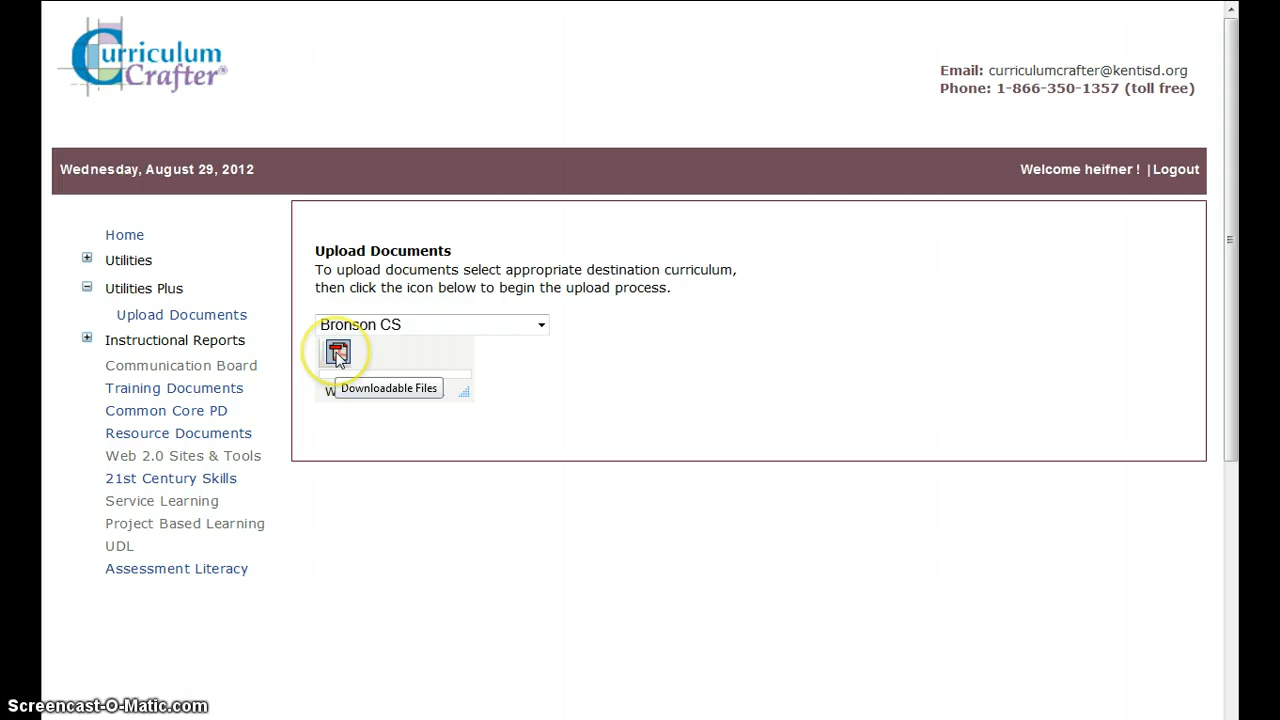 Curriculum
Crafter®
Email: curriculumcrafter@kentisd.org
Phone: 1-866-350-1357 (toll free)
Wednesday, August 29, 2012
Welcome heifner ! |Logout
Home
Utilities
Utilities Plus
Upload Documents
Instructional Reports
Communication Board
Training Documents
Common Core PD
Resource Documents
Web 2.0 Sites & Tools
21st Century Skills
Service Learning
Project Based Learning
UDL
Assessment Literacy
Upload Documents
To upload documents select appropriate destination curriculum,
then click the icon below to begin the upload process.
Bronson CS
Downloadable Files
Screencast-O-Matic.com